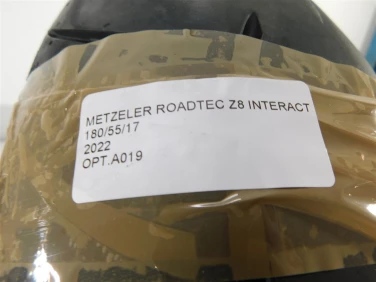 METZELER ROADTEC Z8 INTERACT
180/55/17
2022
OPT.A019